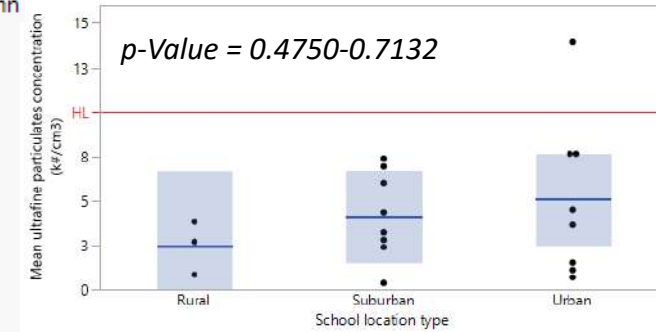 nn
p-Value = 0.4750-0.7132
Mean ultrafine particulates concentration
(k#/cm3)
15
13
HL
8
5
3
0
Rural
Suburban
Urban
School location type